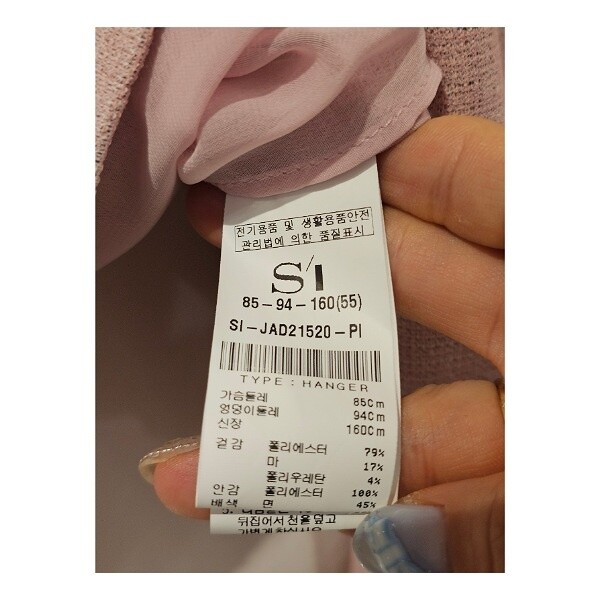 전기용품 및 생활용품안전
관리법에 의한 품질표시
S/I
85-94-160(55)
SI-JAD21520-PI
TYPE : HANGER
가슴둘레 85Cm
엉덩이둘레 94Cm
신장 160Cm
겉감 폴리에스터 79%
마 17%
폴리우레탄 4%
안감 폴리에스터 100%
배색 면 45%
뒤집어서천을덮고